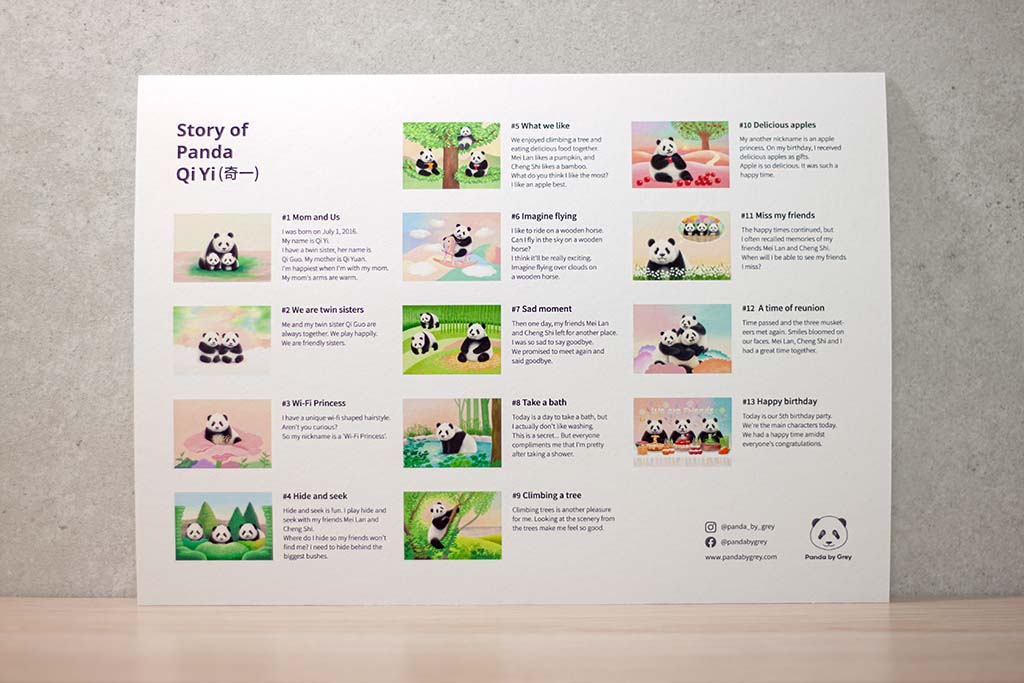 Story of
Panda
Qi Yi (奇一)
#1 Mom and Us
I was born on July 1, 2016.
My name is Qi Yi.
I have a twin sister, her name is
Qi Guo. My mother is Qi Yuan.
I'm happiest when I'm with my mom.
My mom's arms are warm.
#2 We are twin sisters
Me and my twin sister Qi Guo are
always together. We play happily.
We are friendly sisters.
#3 Wi-Fi Princess
I have a unique wi-fi shaped hairstyle.
Aren't you curious?
So my nickname is a 'Wi-Fi Princess'.
#4 Hide and seek
Hide and seek is fun. I play hide and
seek with my friends Mei Lan and
Cheng Shi.
Where do I hide so my friends won't
find me? I need to hide behind the
biggest bushes.
#5 What we like
We enjoyed climbing a tree and
eating delicious food together.
Mei Lan likes a pumpkin, and
Cheng Shi likes a bamboo.
What do you think I like the most?
I like an apple best.
#6 Imagine flying
I like to ride on a wooden horse.
Can I fly in the sky on a wooden
horse?
I think it'll be really exciting.
Imagine flying over clouds on
a wooden horse.
#7 Sad moment
Then one day, my friends Mei Lan
and Cheng Shi left for another place.
I was so sad to say goodbye.
We promised to meet again and
said goodbye.
#8 Take a bath
Today is a day to take a bath, but
I actually don't like washing.
This is a secret... But everyone
compliments me that I'm pretty
after taking a shower.
#9 Climbing a tree
Climbing trees is another pleasure
for me. Looking at the scenery from
the trees make me feel so good.
#10 Delicious apples
My another nickname is an apple
princess. On my birthday, I received
delicious apples as gifts.
Apple is so delicious. It was such a
happy time.
#11 Miss my friends
The happy times continued, but
I often recalled memories of my
friends Mei Lan and Cheng Shi.
When will I be able to see my friends
I miss?
#12 A time of reunion
Time passed and the three musket-
eers met again. Smiles bloomed on
our faces. Mei Lan, Cheng Shi and I
had a great time together.
We are Friends
#13 Happy birthday
Today is our 5th birthday party.
We're the main characters today.
We had a happy time amidst
everyone's congratulations.
@panda_by_grey
@pandabygrey
www.pandabygrey.com
Panda by Grey